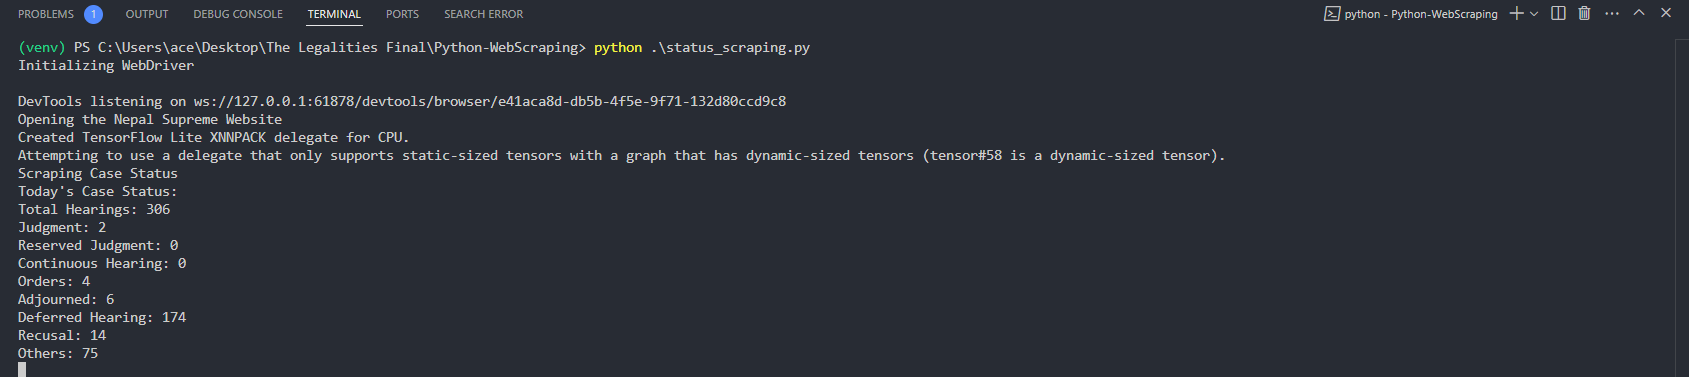 PROBLEMS 1 OUTPUT DEBUG CONSOLE TERMINAL PORTS SEARCH ERROR python - Python-WebScraping
(venv) PS C:\Users\ace\Desktop\The Legalities Final\Python-WebScraping> python .\status_scraping.py
Initializing WebDriver
DevTools listening on ws://127.0.0.1:61878/devtools/browser/e41aca8d-db5b-4f5e-9f71-132d80ccd9c8
Opening the Nepal Supreme Website
Created TensorFlow Lite XNNPACK delegate for CPU.
Attempting to use a delegate that only supports static-sized tensors with a graph that has dynamic-sized tensors (tensor#58 is a dynamic-sized tensor).
Scraping Case Status
Today's Case Status:
Total Hearings: 306
Judgment: 2
Reserved Judgment: 0
Continuous Hearing: 0
Orders: 4
Adjourned: 6
Deferred Hearing: 174
Recusal: 14
Others: 75